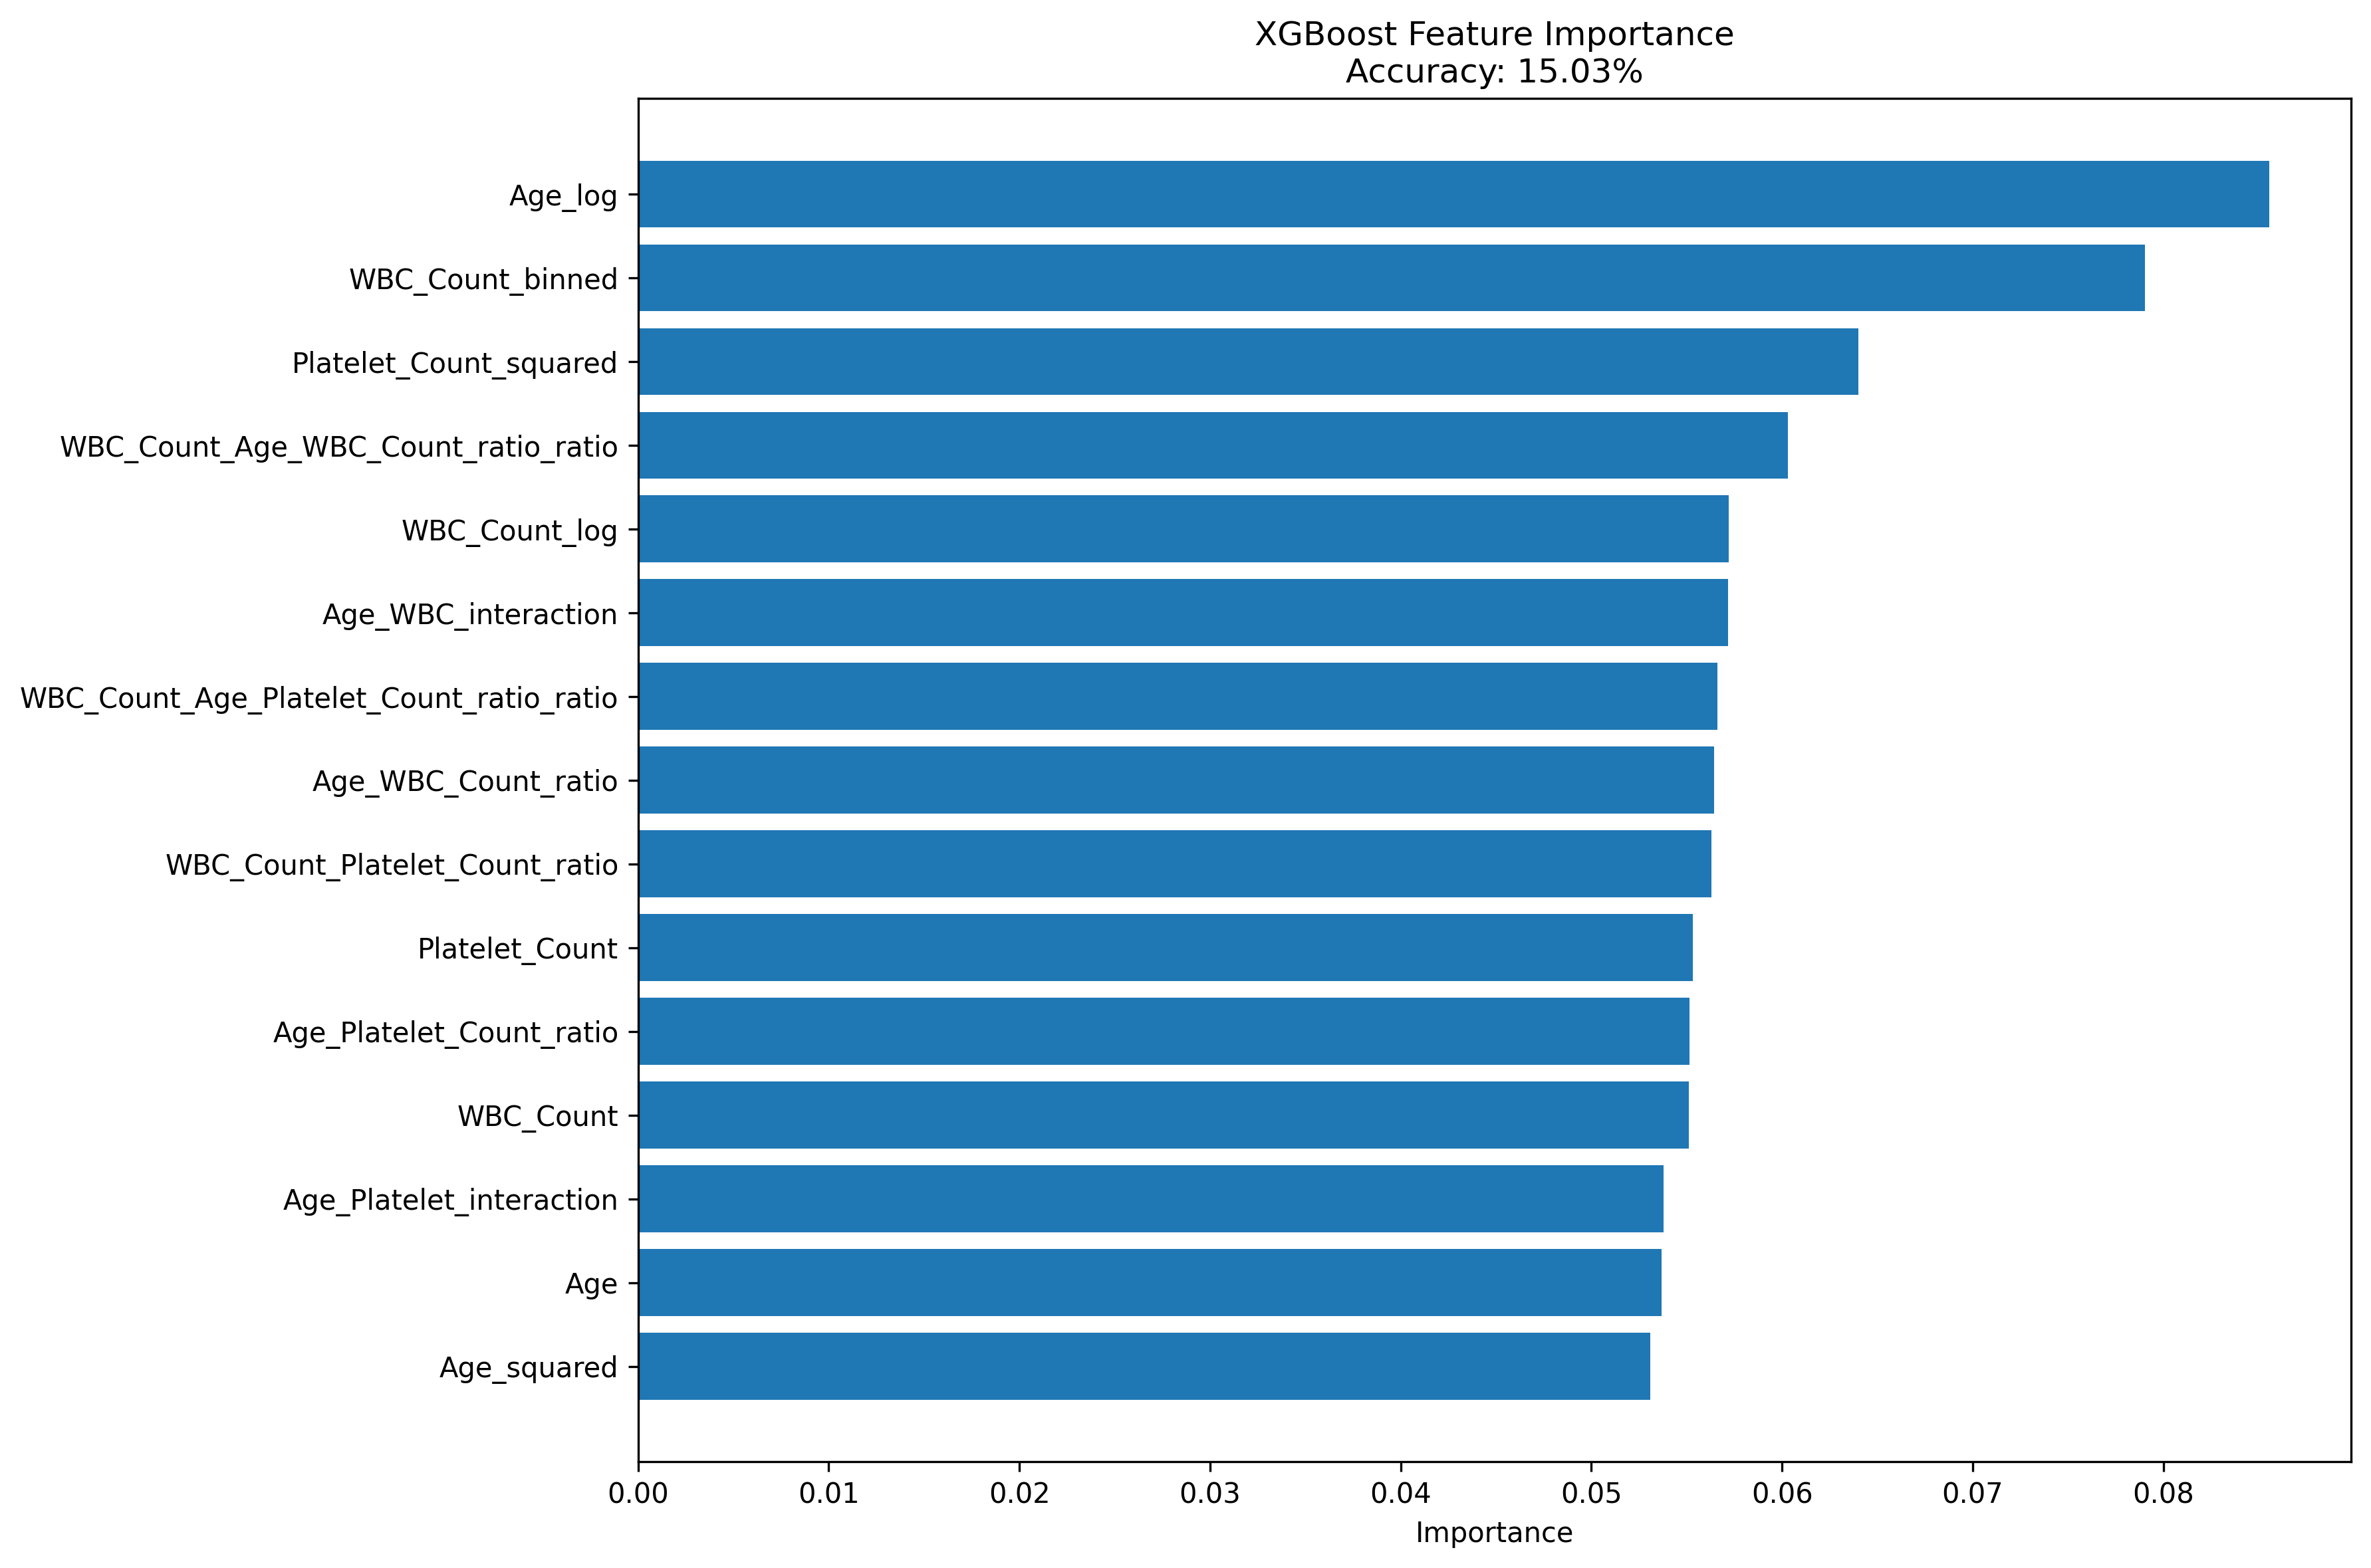 XGBoost Feature Importance
Accuracy: 15.03%
Age_log
WBC_Count_binned
Platelet_Count_squared
WBC_Count_Age_WBC_Count_ratio_ratio
WBC_Count_log
Age_WBC_interaction
WBC_Count_Age_Platelet_Count_ratio_ratio
Age_WBC_Count_ratio
WBC_Count_Platelet_Count_ratio
Platelet_Count
Age_Platelet_Count_ratio
WBC_Count
Age_Platelet_interaction
Age
Age_squared
0.00 0.01 0.02 0.03 0.04 0.05 0.06 0.07 0.08
Importance